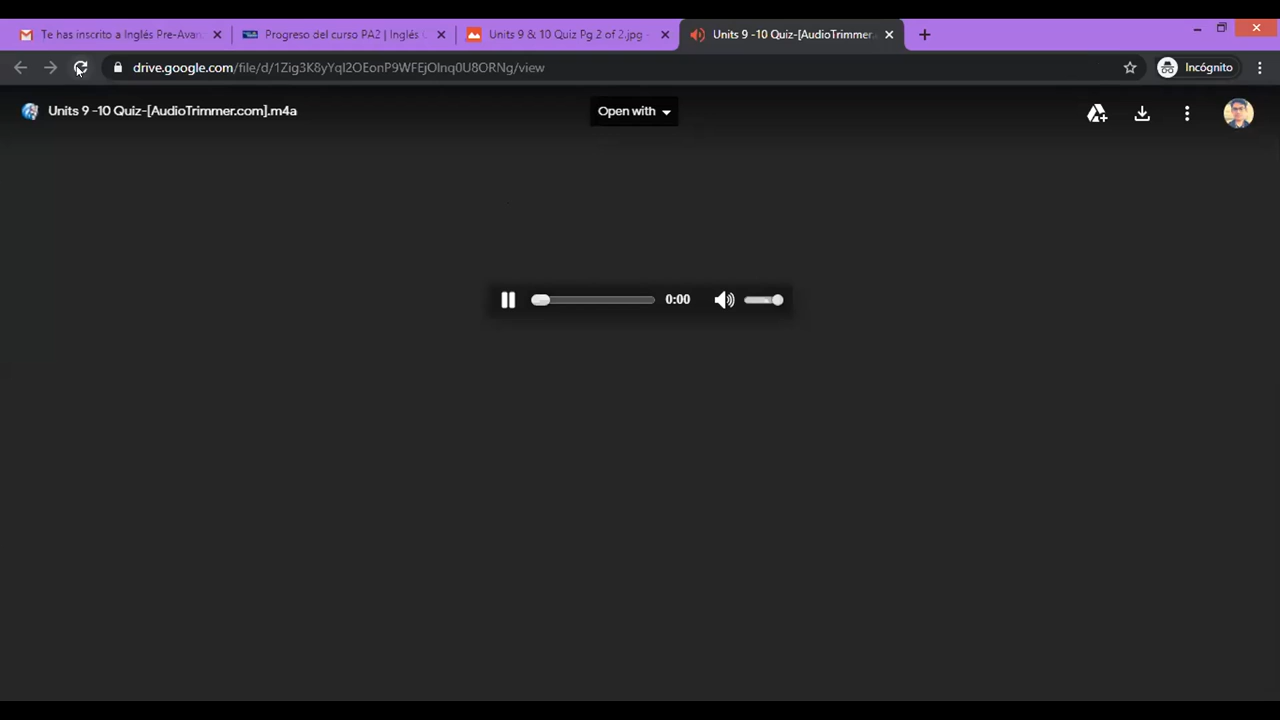 Te has inscrito a Inglés Pre-Avan
Progreso del curso PA2 | Inglés
Units 9 & 10 Quiz Pg 2 of 2.jpg -
Units 9 -10 Quiz-[AudioTrimmer.
drive.google.com/file/d/1Zig3K8yYql2OEonP9WFEjOlnq0U8ORNg/view
Incógnito
Units 9 -10 Quiz-[AudioTrimmer.com].m4a
Open with
0:00